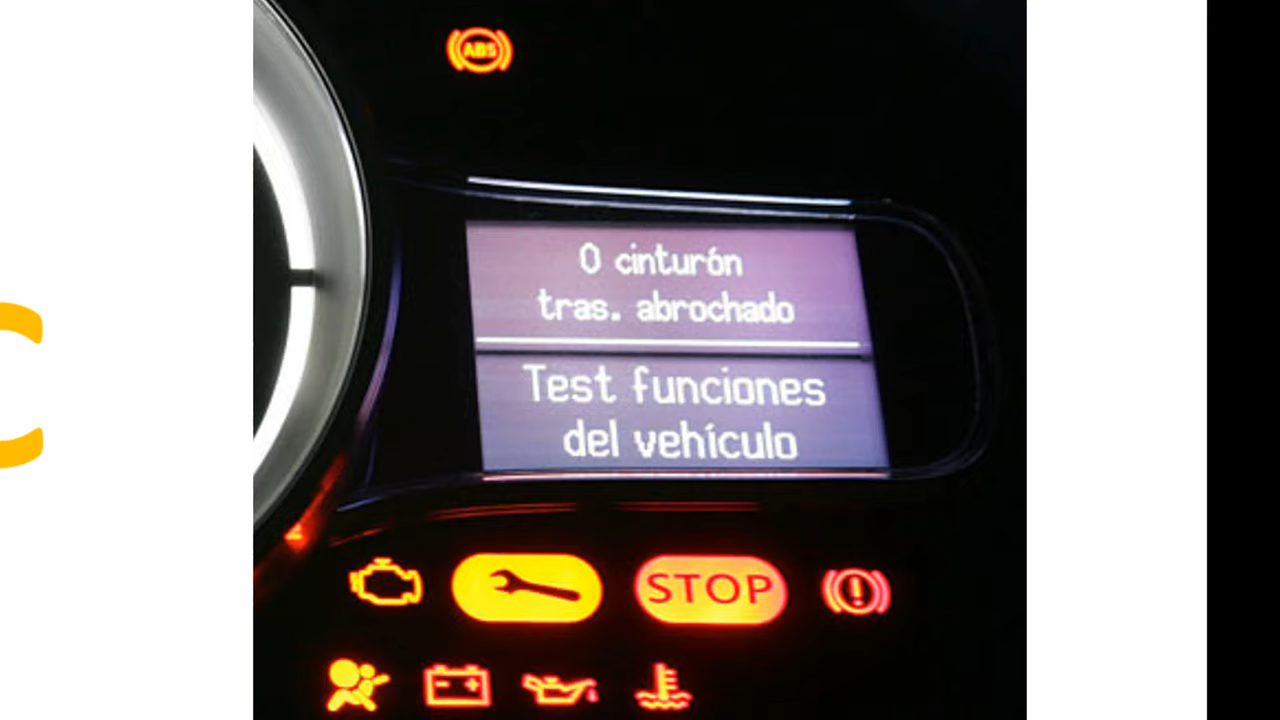 ABS
0 cinturón
tras. abrochado
Test funciones
del vehículo
STOP